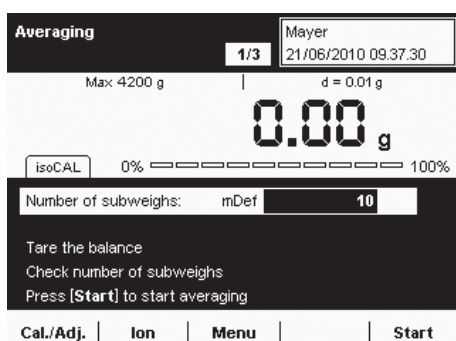 Averaging
1/3
Mayer
21/06/2010 09.37.30
Max 4200 g | d = 0.01 g
0.00 g
isoCAL 0% 100%
Number of subweighs: mDef 10
Tare the balance
Check number of subweighs
Press [Start] to start averaging
Cal./Adj. | Ion | Menu | | Start